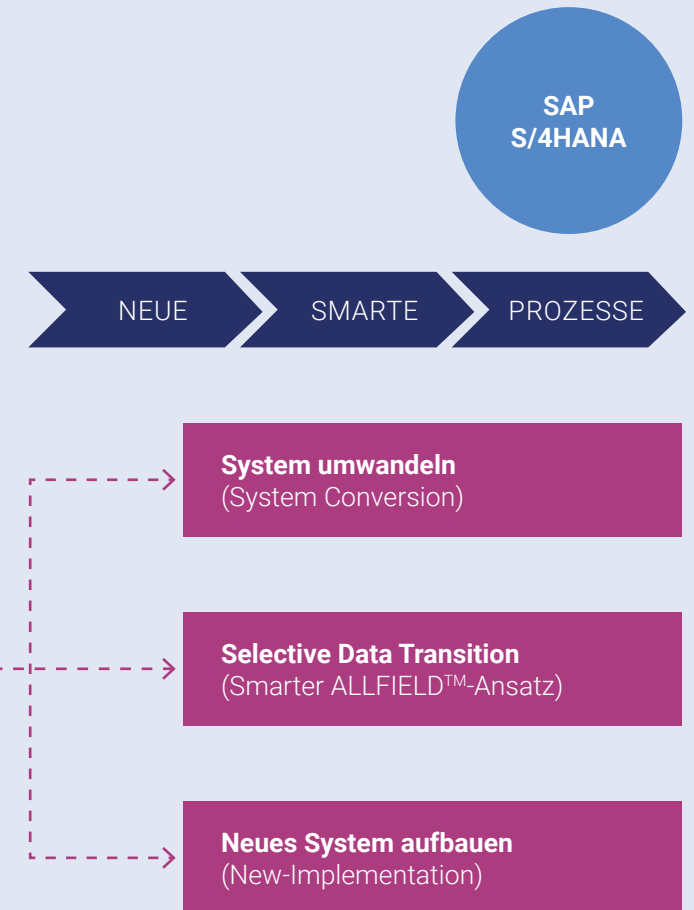 SAP
S/4HANA
NEUE SMARTE PROZESSE
System umwandeln
(System Conversion)
Selective Data Transition
(Smarter ALLFIELD™-Ansatz)
Neues System aufbauen
(New-Implementation)